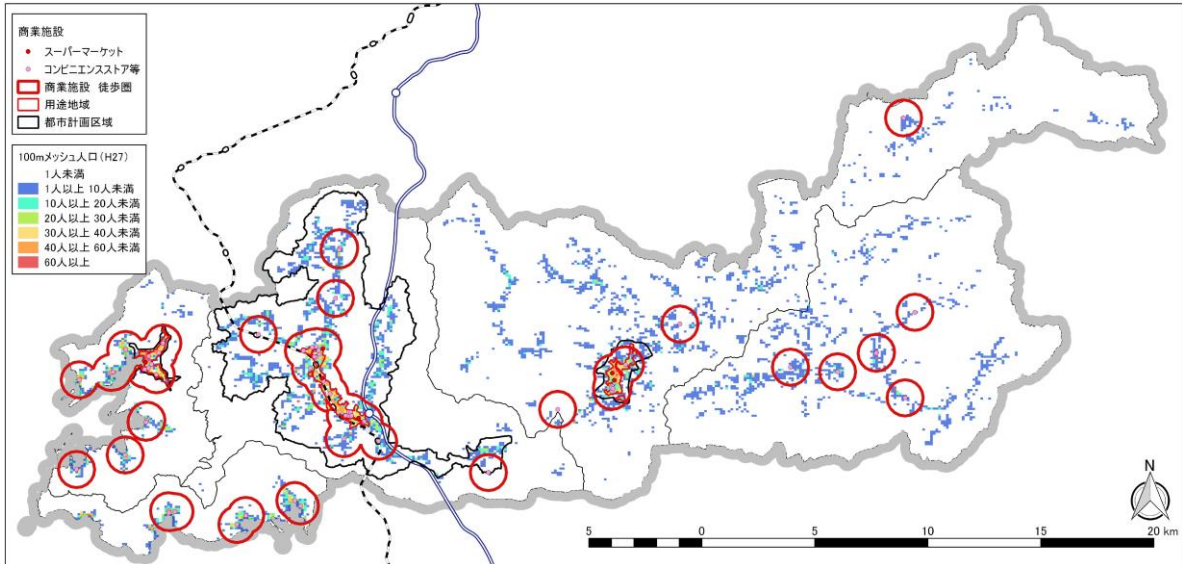 商業施設
スーパーマーケット
コンビニエンスストア等
商業施設 徒歩圏
用途地域
都市計画区域
100mメッシュ人口(H27)
1人未満
1人以上 10人未満
10人以上 20人未満
20人以上 30人未満
30人以上 40人未満
40人以上 60人未満
60人以上
N
5 0 5 10 15 20 km